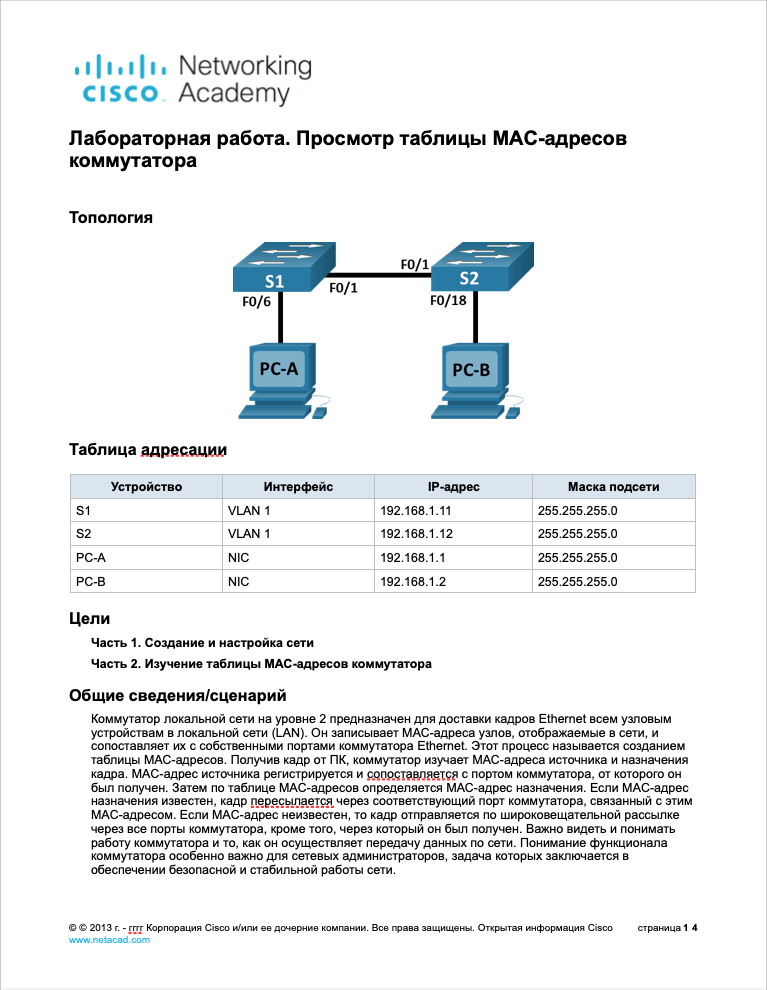 Networking
CISCO Academy
Лабораторная работа. Просмотр таблицы MAC-адресов
коммутатора
Топология
F0/1
S1
S2
F0/6
F0/1
F0/18
PC-A
PC-B
Таблица адресации
Устройство Интерфейс IP-адрес Маска подсети
S1 VLAN 1 192.168.1.11 255.255.255.0
S2 VLAN 1 192.168.1.12 255.255.255.0
PC-A NIC 192.168.1.1 255.255.255.0
PC-B NIC 192.168.1.2 255.255.255.0
Цели
Часть 1. Создание и настройка сети
Часть 2. Изучение таблицы МАС-адресов коммутатора
Общие сведения/сценарий
Коммутатор локальной сети на уровне 2 предназначен для доставки кадров Ethernet всем узловым
устройствам в локальной сети (LAN). Он записывает МАС-адреса узлов, отображаемые в сети, и
сопоставляет их с собственными портами коммутатора Ethernet. Этот процесс называется созданием
таблицы МАС-адресов. Получив кадр от ПК, коммутатор изучает МАС-адреса источника и назначения
кадра. МАС-адрес источника регистрируется и сопоставляется с портом коммутатора, от которого он
был получен. Затем по таблице МАС-адресов определяется МАС-адрес назначения. Если МАС-адрес
назначения известен, кадр пересылается через соответствующий порт коммутатора, связанный с этим
МАС-адресом. Если МАС-адрес неизвестен, то кадр отправляется по широковещательной рассылке
через все порты коммутатора, кроме того, через который он был получен. Важно видеть и понимать
работу коммутатора и то, как он осуществляет передачу данных по сети. Понимание функционала
коммутатора особенно важно для сетевых администраторов, задача которых заключается в
обеспечении безопасной и стабильной работы сети.
© © 2013 г. - гггг Корпорация Cisco и/или ее дочерние компании. Все права защищены. Открытая информация Cisco страница 1 4
www.netacad.com